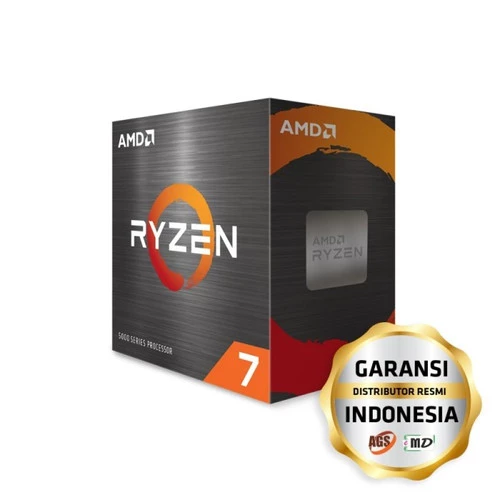 AMD
RYZEN
5000 SERIES PROCESSOR
7
AMD
AMD
RYZEN
GARANSI
DISTRIBUTOR RESMI
INDONESIA
AGS
MD